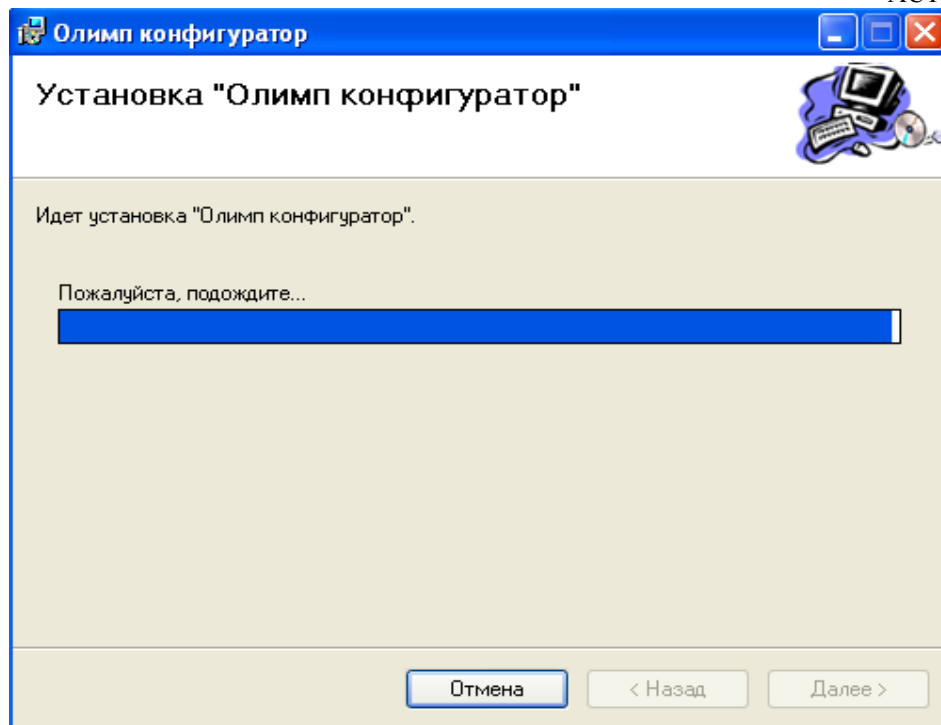 Олимп конфигуратор
Установка "Олимп конфигуратор"
Идет установка "Олимп конфигуратор".
Пожалуйста, подождите...
Отмена
< Назад
Далее >